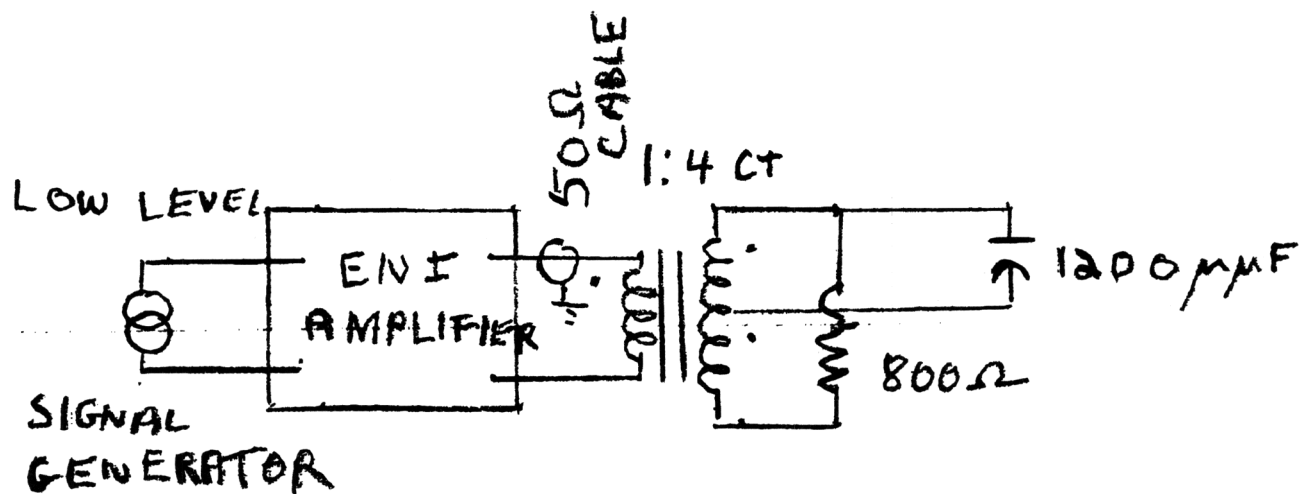 50Ω
CABLE
1:4 CT
LOW LEVEL
ENI
AMPLIFIER
1200 μμF
800Ω
SIGNAL
GENERATOR